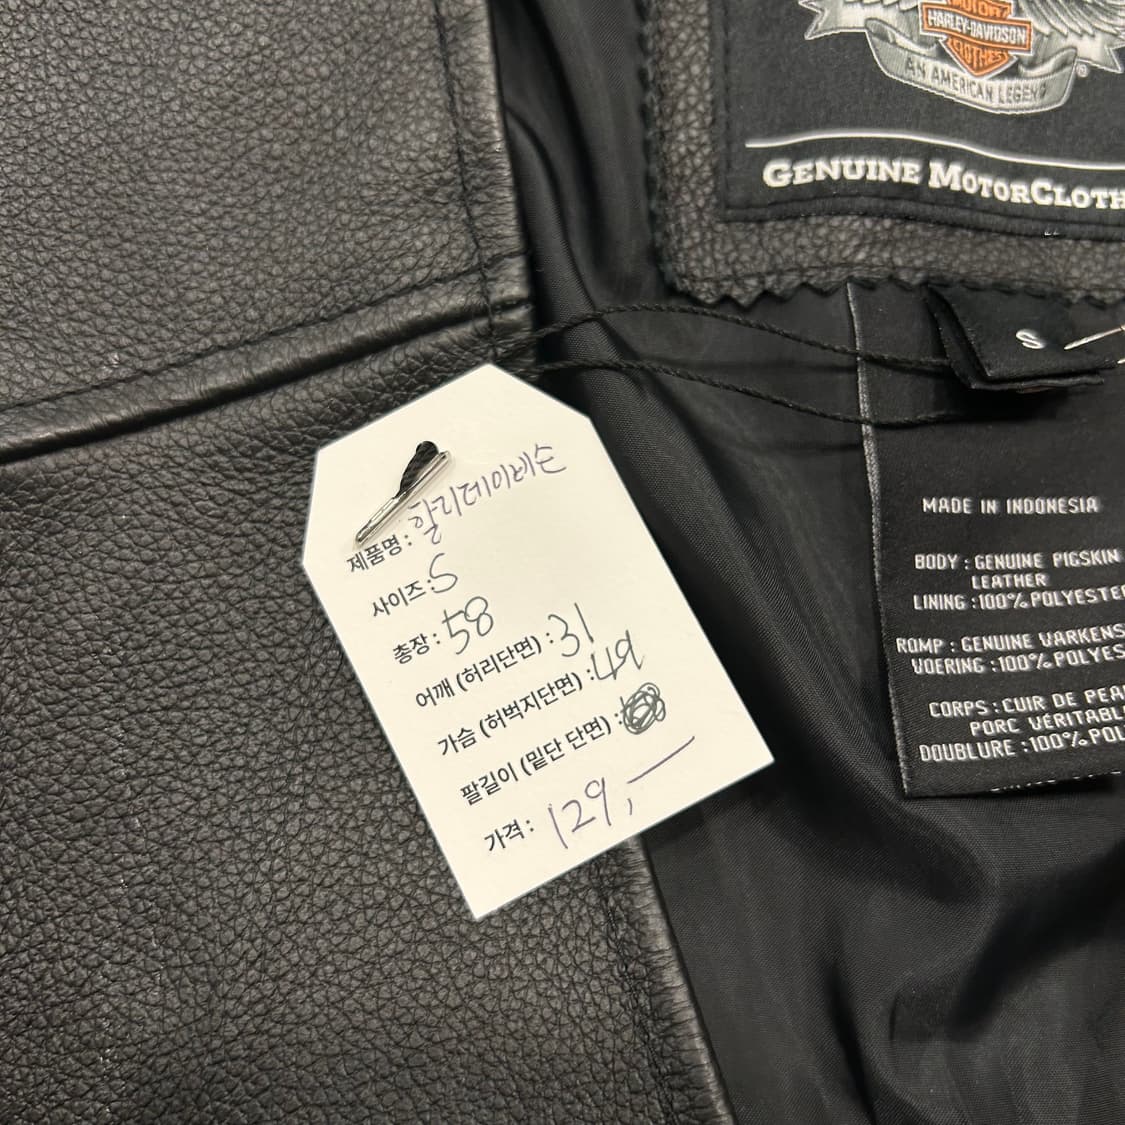 MOTOR
HARLEY-DAVIDSON
CLOTHES
AN AMERICAN LEGEND
®
GENUINE MOTORCLOTH
S
제품명 : 할리데이비슨
사이즈 : S
총장 : 58
어깨 (허리단면) : 31
가슴 (허벅지단면) : 49
팔길이 (밑단 단면) :
가격 : 129,—
MADE IN INDONESIA
BODY : GENUINE PIGSKIN
LEATHER
LINING : 100% POLYESTE
ROMP : GENUINE VARKENS
VOERING : 100% POLYES
CORPS : CUIR DE PEA
PORC VÉRITABL
DOUBLURE : 100% POL